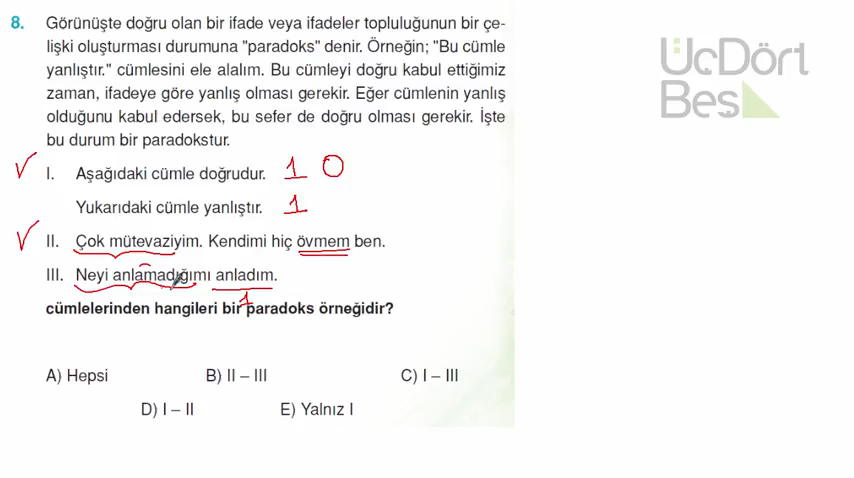 8. Görünüşte doğru olan bir ifade veya ifadeler topluluğunun bir çe-
lişki oluşturması durumuna "paradoks" denir. Örneğin; "Bu cümle
yanlıştır." cümlesini ele alalım. Bu cümleyi doğru kabul ettiğimiz
zaman, ifadeye göre yanlış olması gerekir. Eğer cümlenin yanlış
olduğunu kabul edersek, bu sefer de doğru olması gerekir. İşte
bu durum bir paradokstur.
I. Aşağıdaki cümle doğrudur. 1 0
Yukarıdaki cümle yanlıştır. 1
II. Çok mütevaziyim. Kendimi hiç övmem ben.
III. Neyi anlamadığımı anladım.
1
cümlelerinden hangileri bir paradoks örneğidir?
A) Hepsi B) II – III C) I – III
D) I – II E) Yalnız I
ÜçDört
Beş